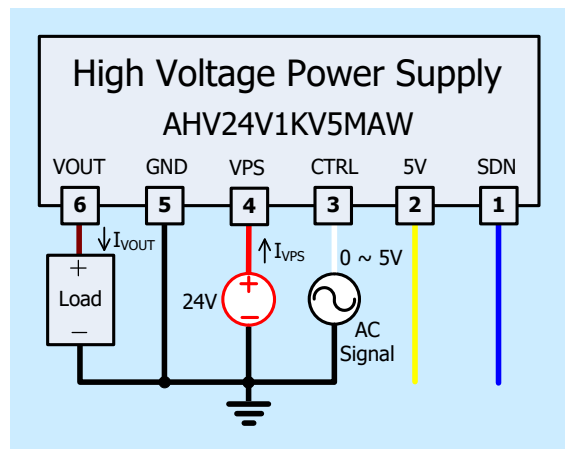 High Voltage Power Supply
AHV24V1KV5MAW
VOUT GND VPS CTRL 5V SDN
6 5 4 3 2 1
↓IVOUT ↑IVPS 0 ~ 5V
+ +
Load 24V
− −
AC
Signal